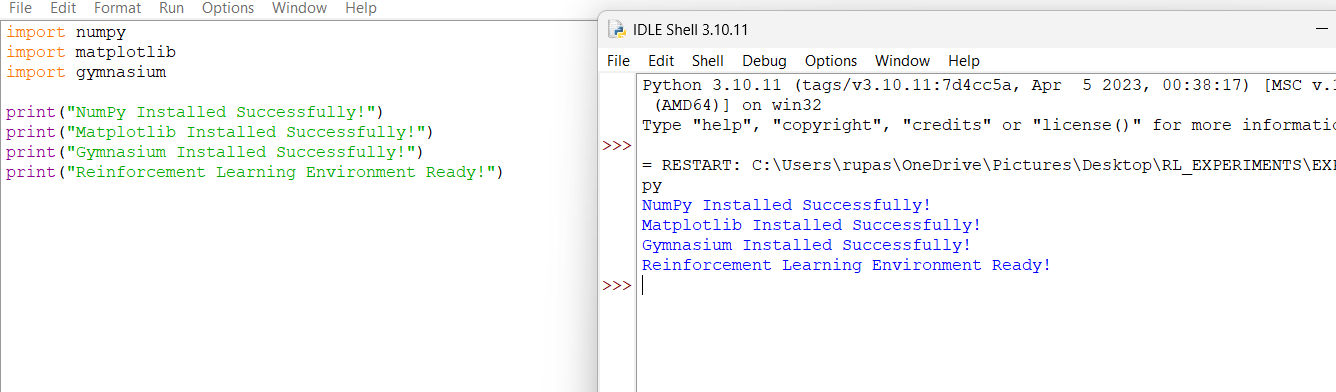 File Edit Format Run Options Window Help
import numpy
import matplotlib
import gymnasium
print("NumPy Installed Successfully!")
print("Matplotlib Installed Successfully!")
print("Gymnasium Installed Successfully!")
print("Reinforcement Learning Environment Ready!")
IDLE Shell 3.10.11
File Edit Shell Debug Options Window Help
Python 3.10.11 (tags/v3.10.11:7d4cc5a, Apr  5 2023, 00:38:17) [MSC v.1
(AMD64)] on win32
Type "help", "copyright", "credits" or "license()" for more informatio
>>>
= RESTART: C:\Users\rupas\OneDrive\Pictures\Desktop\RL_EXPERIMENTS\EX
py
NumPy Installed Successfully!
Matplotlib Installed Successfully!
Gymnasium Installed Successfully!
Reinforcement Learning Environment Ready!
>>>